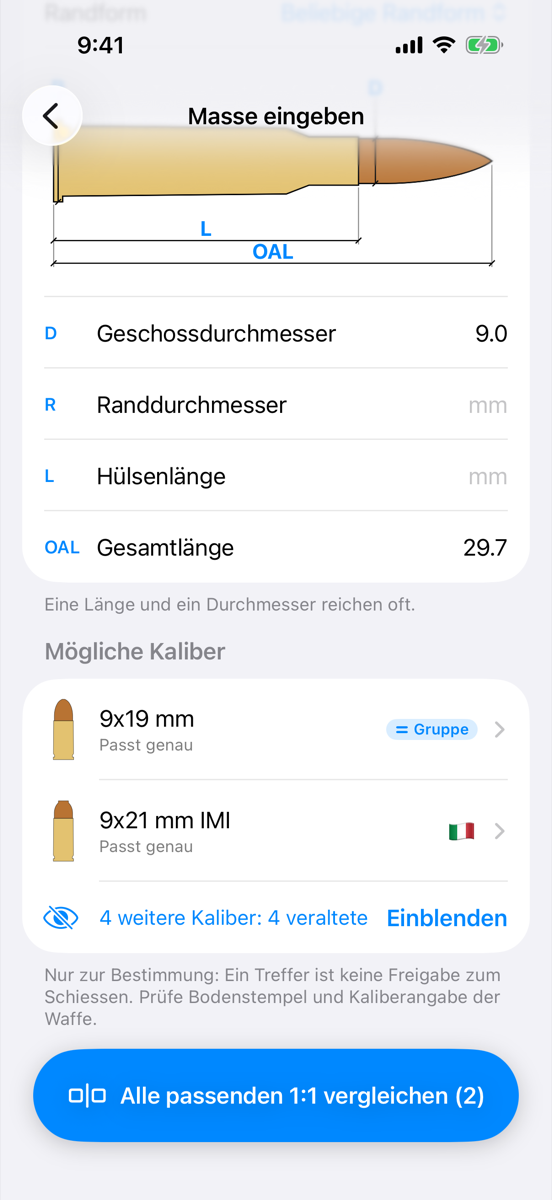 Randform
Beliebige Randform
9:41
D
Masse eingeben
L
OAL
D Geschossdurchmesser 9.0
R Randdurchmesser mm
L Hülsenlänge mm
OAL Gesamtlänge 29.7
Eine Länge und ein Durchmesser reichen oft.
Mögliche Kaliber
9x19 mm
Passt genau
= Gruppe
9x21 mm IMI
Passt genau
4 weitere Kaliber: 4 veraltete Einblenden
Nur zur Bestimmung: Ein Treffer ist keine Freigabe zum
Schiessen. Prüfe Bodenstempel und Kaliberangabe der
Waffe.
Alle passenden 1:1 vergleichen (2)